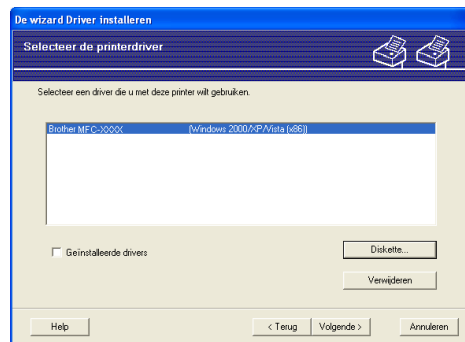 De wizard Driver installeren
Selecteer de printerdriver
Selecteer een driver die u met deze printer wilt gebruiken.
Brother MFC-XXXX (Windows 2000/XP/Vista (x86))
Geïnstalleerde drivers
Diskette...
Verwijderen
Help
< Terug
Volgende >
Annuleren